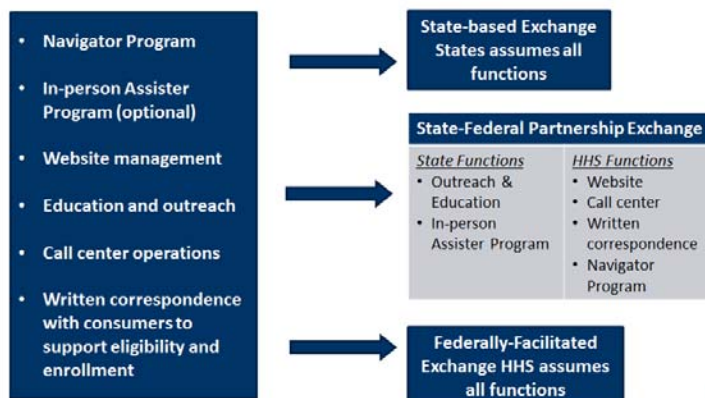 • Navigator Program
• In-person Assister
Program (optional)
• Website management
• Education and outreach
• Call center operations
• Written correspondence
with consumers to
support eligibility and
enrollment
State-based Exchange
States assumes all
functions
State-Federal Partnership Exchange
State Functions
• Outreach &
Education
• In-person
Assister Program
HHS Functions
• Website
• Call center
• Written
correspondence
• Navigator
Program
Federally-Facilitated
Exchange HHS assumes
all functions